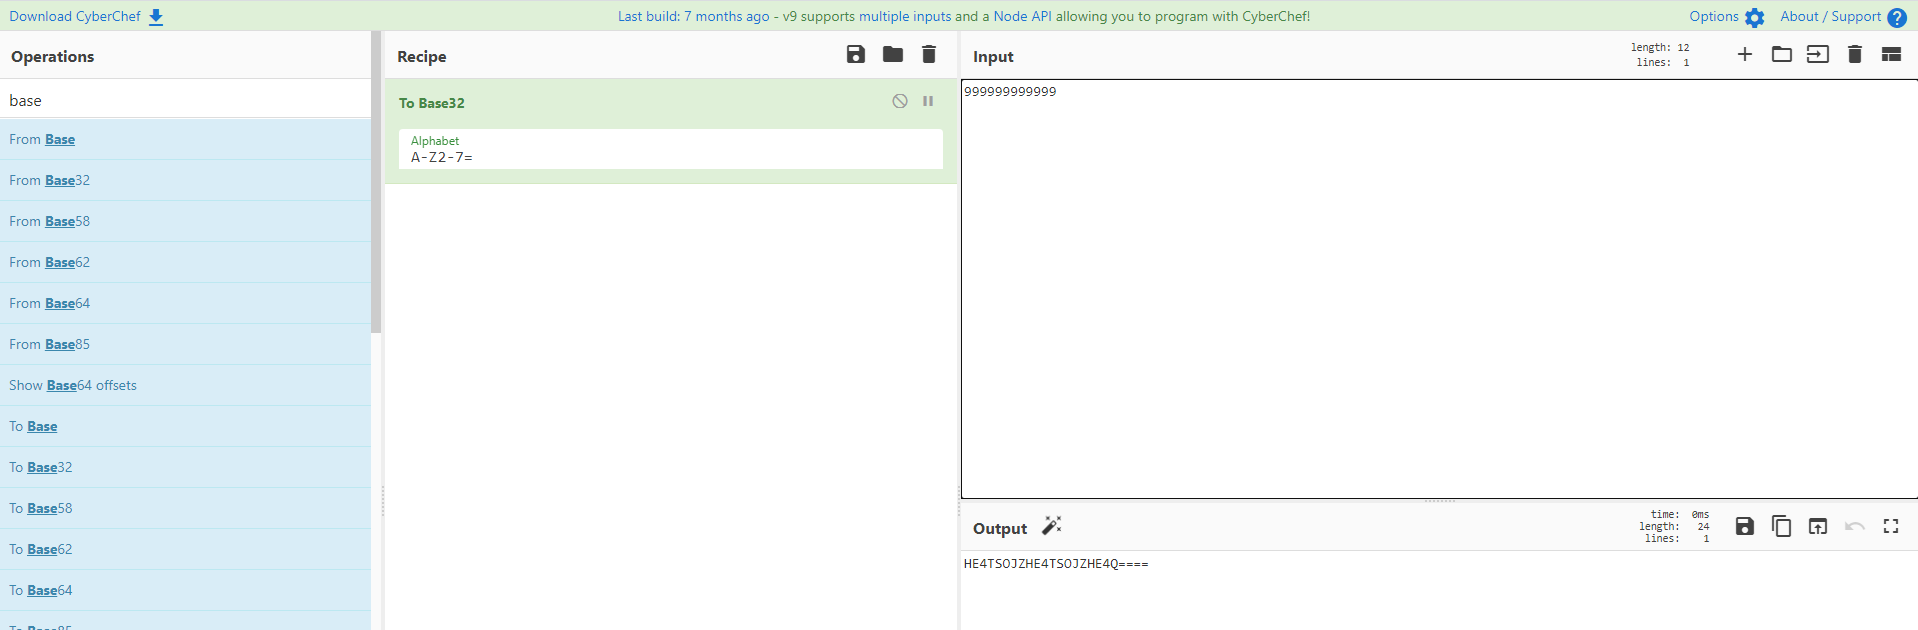 Download CyberChef
Last build: 7 months ago - v9 supports multiple inputs and a Node API allowing you to program with CyberChef!
Options
About / Support
Operations
base
From Base
From Base32
From Base58
From Base62
From Base64
From Base85
Show Base64 offsets
To Base
To Base32
To Base58
To Base62
To Base64
To Base85
Recipe
To Base32
Alphabet
A-Z2-7=
Input
length: 12
lines: 1
999999999999
Output
time: 0ms
length: 24
lines: 1
HE4TSOJZHE4TSOJZHE4Q====